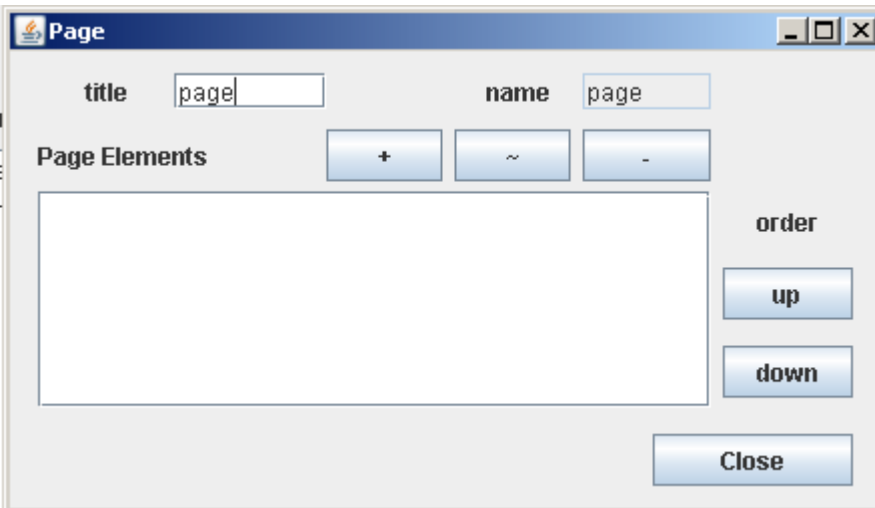 Page
title page name page
Page Elements + ~ -
order
up
down
Close